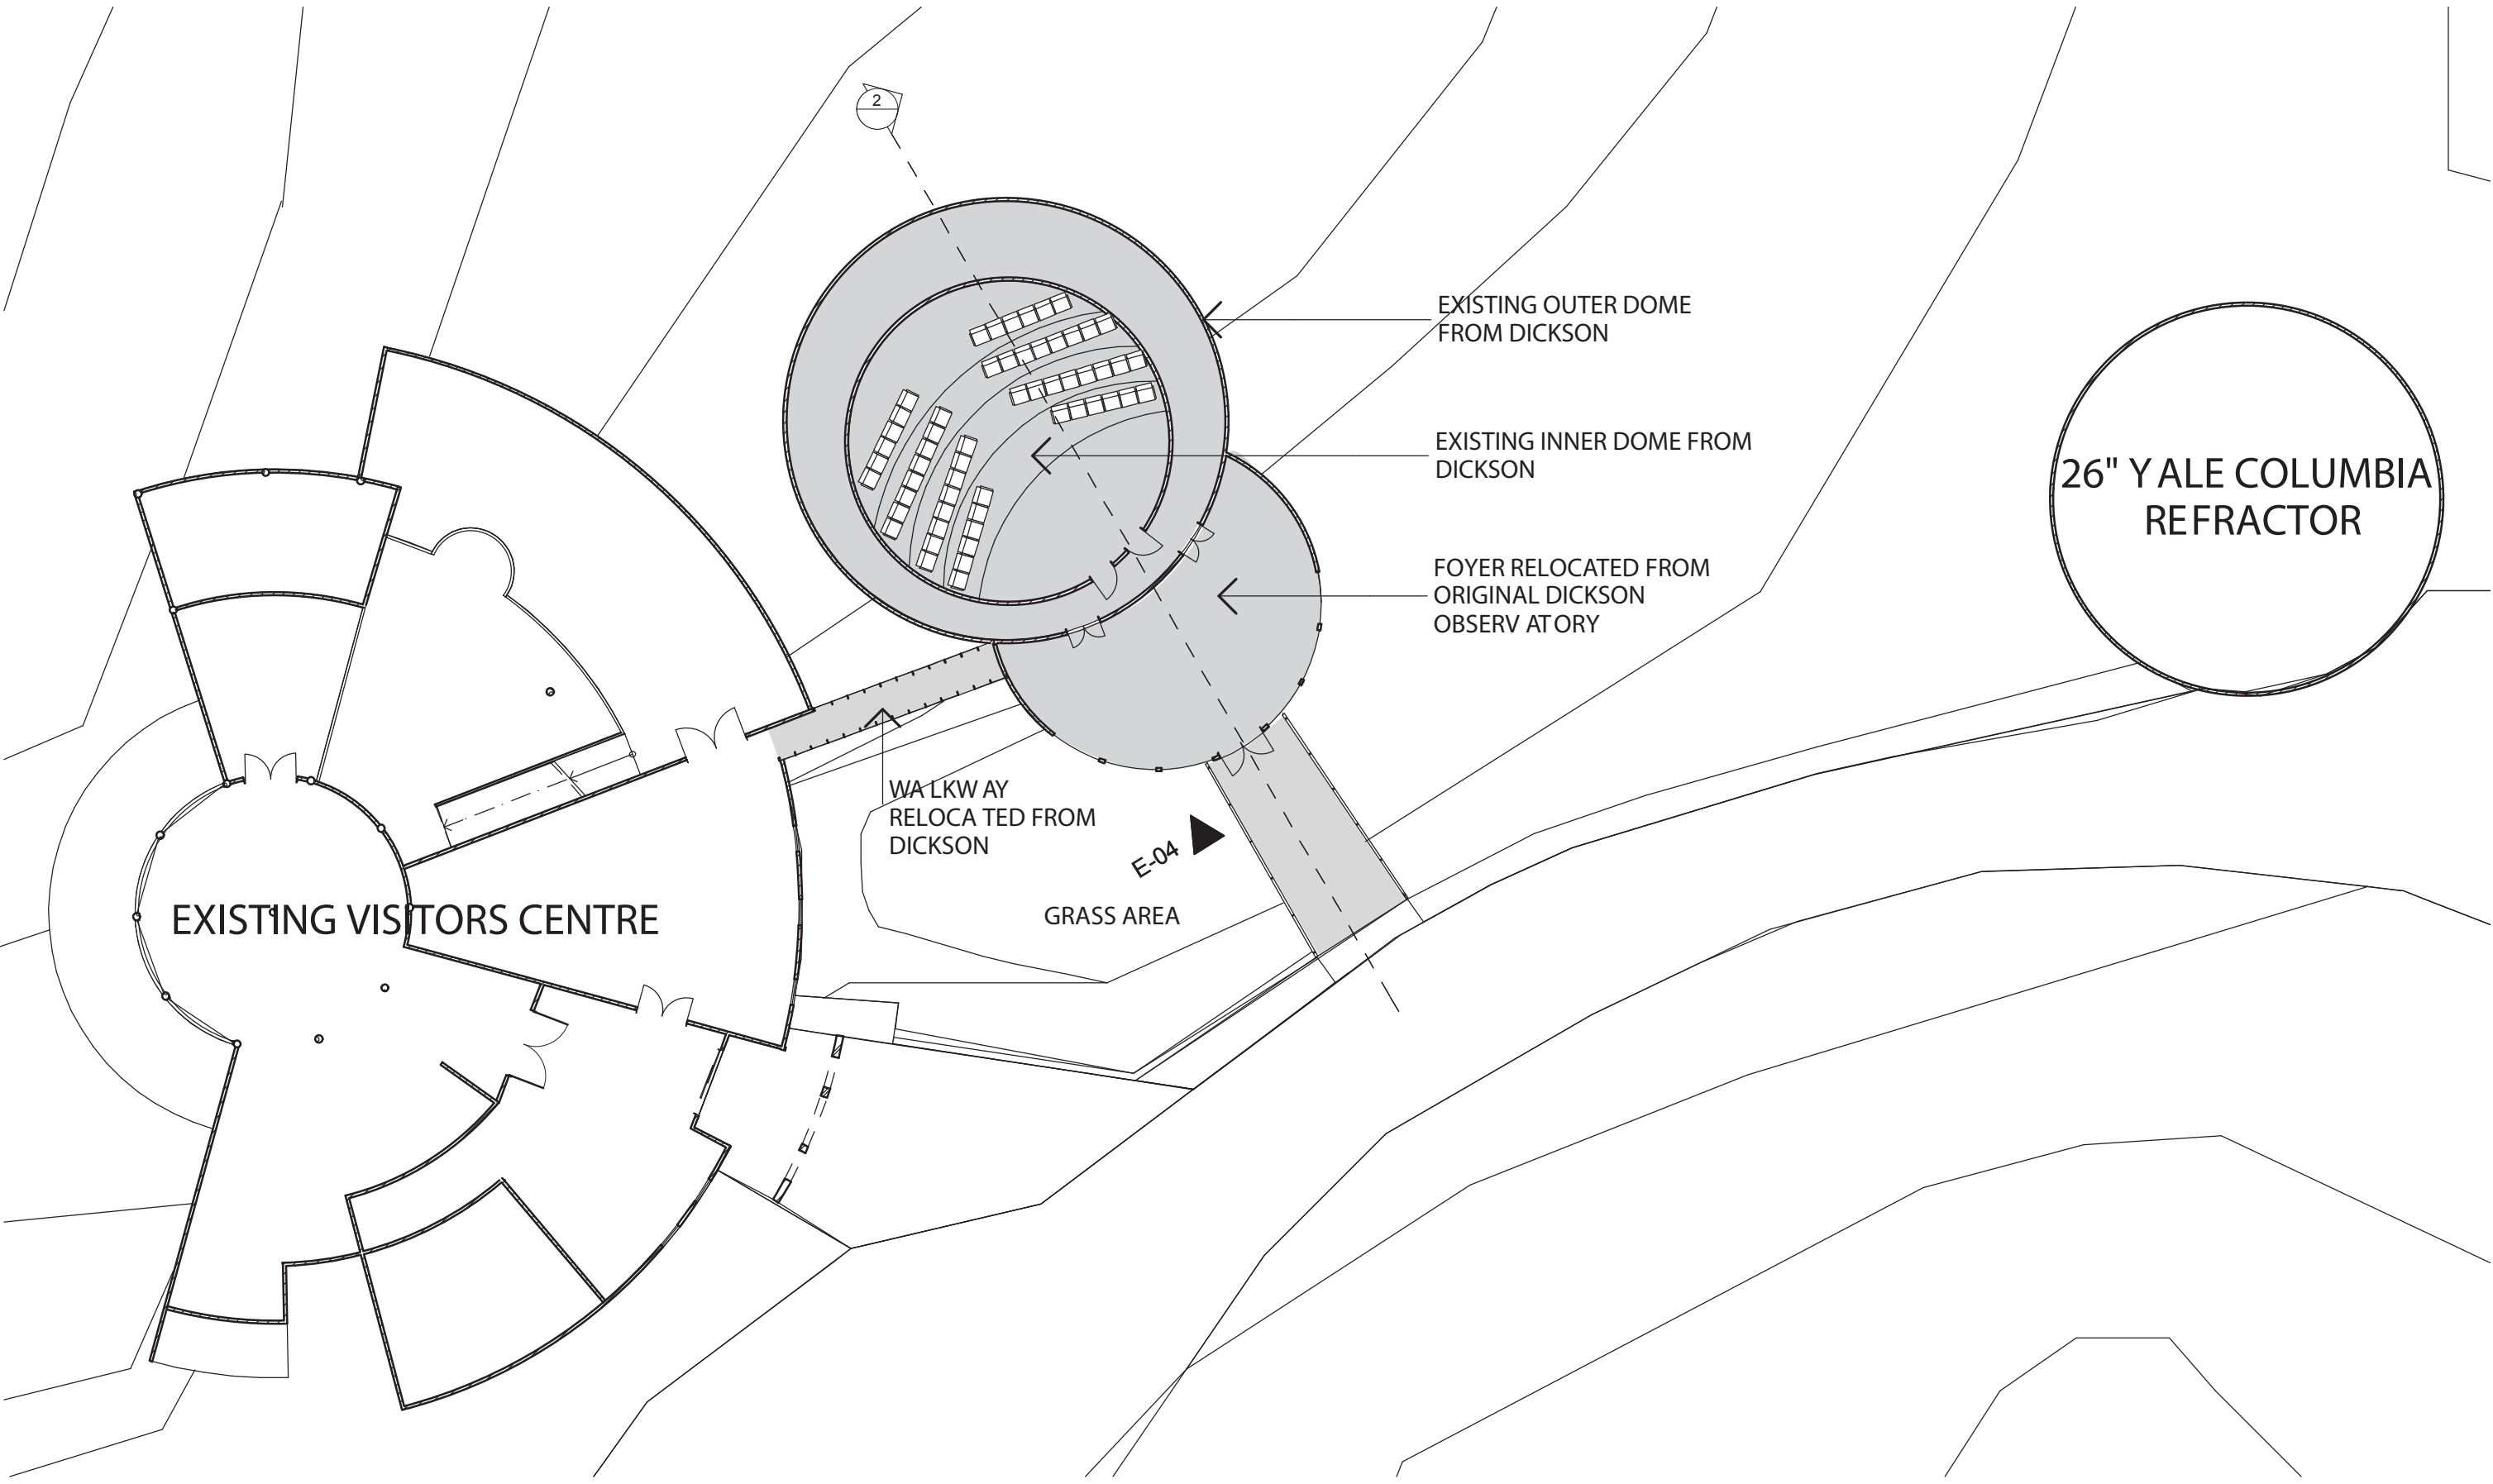 2
EXISTING OUTER DOME
FROM DICKSON
EXISTING INNER DOME FROM
DICKSON
26" Y ALE COLUMBIA
REFRACTOR
FOYER RELOCATED FROM
ORIGINAL DICKSON
OBSERV ATORY
WA LKW AY
RELOCA TED FROM
DICKSON
E-04
GRASS AREA
EXISTING VISITORS CENTRE